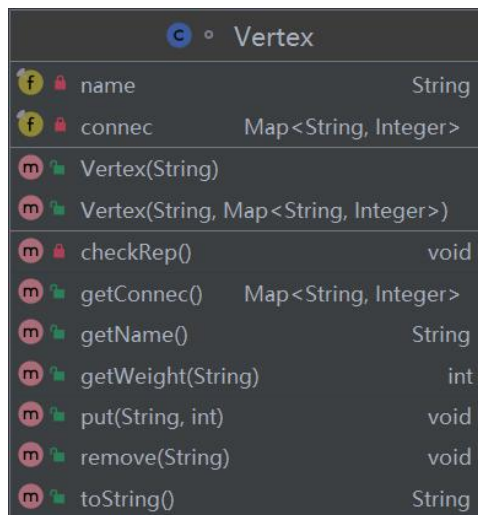 C Vertex
f name String
f connec Map<String, Integer>
m Vertex(String)
m Vertex(String, Map<String, Integer>)
m checkRep() void
m getConnec() Map<String, Integer>
m getName() String
m getWeight(String) int
m put(String, int) void
m remove(String) void
m toString() String